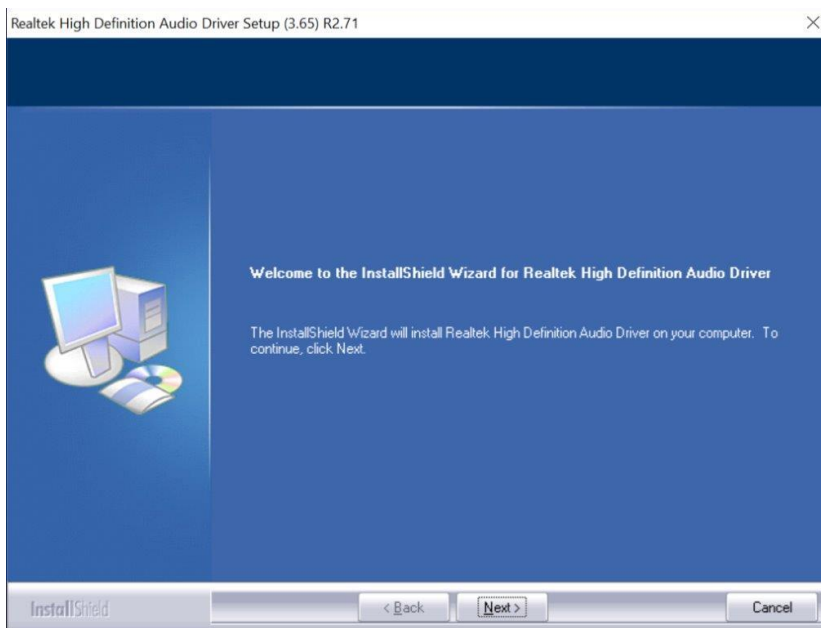 Realtek High Definition Audio Driver Setup (3.65) R2.71
Welcome to the InstallShield Wizard for Realtek High Definition Audio Driver
The InstallShield Wizard will install Realtek High Definition Audio Driver on your computer. To
continue, click Next.
InstallShield
< Back
Next >
Cancel